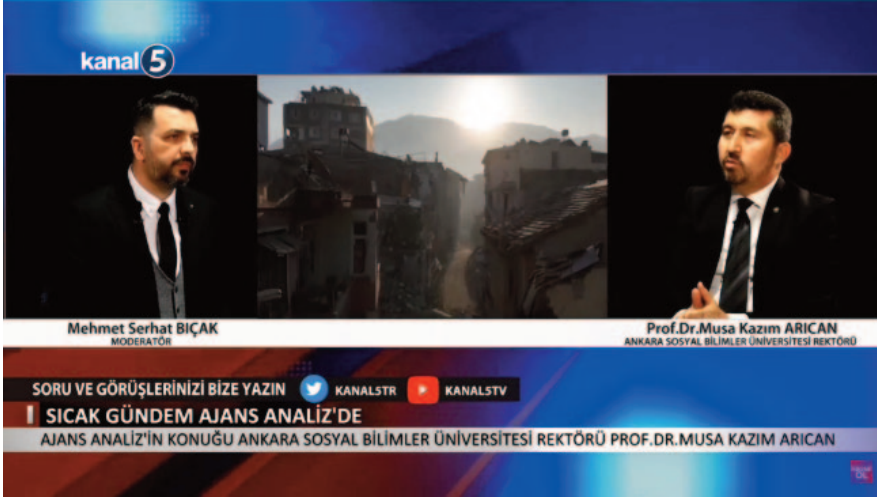 kanal 5
Mehmet Serhat BIÇAK
MODERATÖR
Prof.Dr.Musa Kazım ARICAN
ANKARA SOSYAL BİLİMLER ÜNİVERSİTESİ REKTÖRÜ
SORU VE GÖRÜŞLERİNİZİ BİZE YAZIN KANAL5TR KANAL5TV
SICAK GÜNDEM AJANS ANALİZ'DE
AJANS ANALİZ'İN KONUĞU ANKARA SOSYAL BİLİMLER ÜNİVERSİTESİ REKTÖRÜ PROF.DR.MUSA KAZIM ARICAN